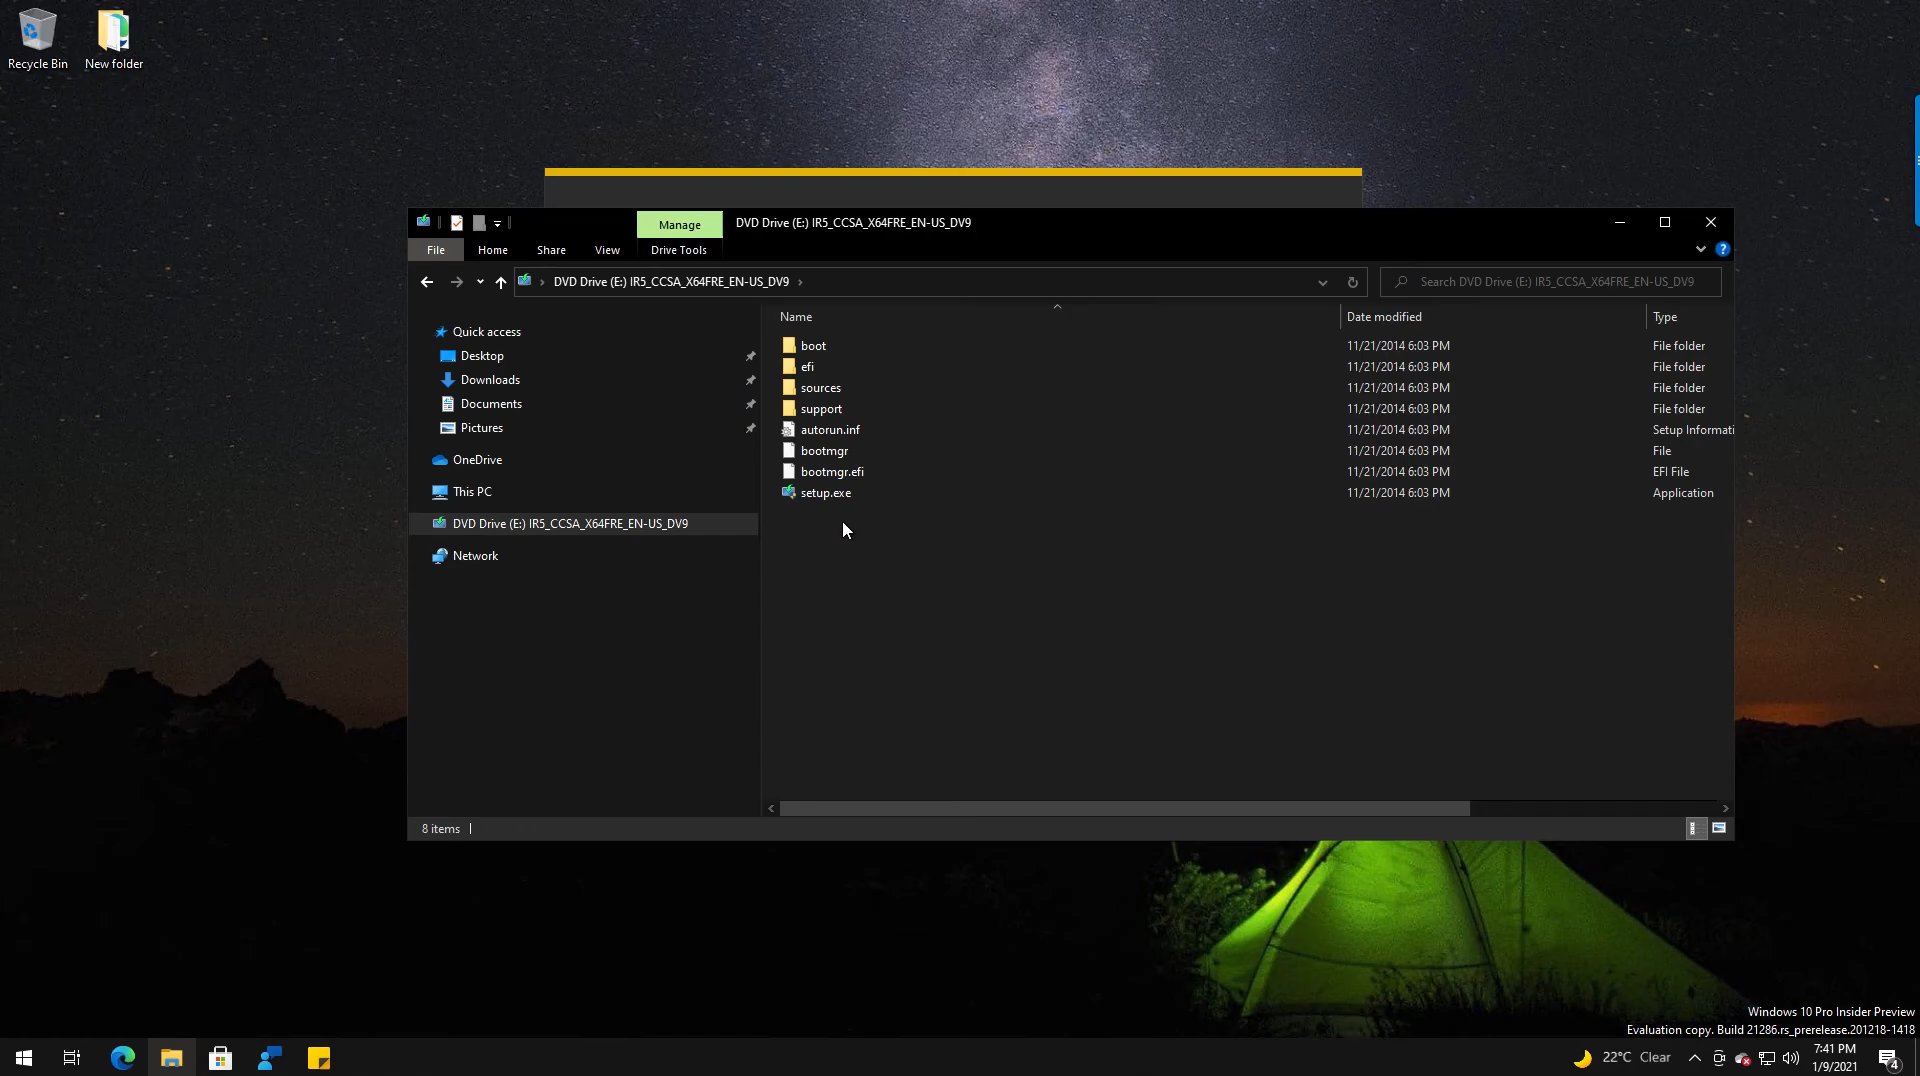 Recycle Bin
New folder
Manage
DVD Drive (E:) IR5_CCSA_X64FRE_EN-US_DV9
File
Home
Share
View
Drive Tools
DVD Drive (E:) IR5_CCSA_X64FRE_EN-US_DV9
Search DVD Drive (E:) IR5_CCSA_X64FRE_EN-US_DV9
Name
Date modified
Type
Quick access
Desktop
Downloads
Documents
Pictures
OneDrive
This PC
DVD Drive (E:) IR5_CCSA_X64FRE_EN-US_DV9
Network
boot 11/21/2014 6:03 PM File folder
efi 11/21/2014 6:03 PM File folder
sources 11/21/2014 6:03 PM File folder
support 11/21/2014 6:03 PM File folder
autorun.inf 11/21/2014 6:03 PM Setup Informati
bootmgr 11/21/2014 6:03 PM File
bootmgr.efi 11/21/2014 6:03 PM EFI File
setup.exe 11/21/2014 6:03 PM Application
8 items
Windows 10 Pro Insider Preview
Evaluation copy. Build 21286.rs_prerelease.201218-1418
22°C Clear
7:41 PM
1/9/2021
4